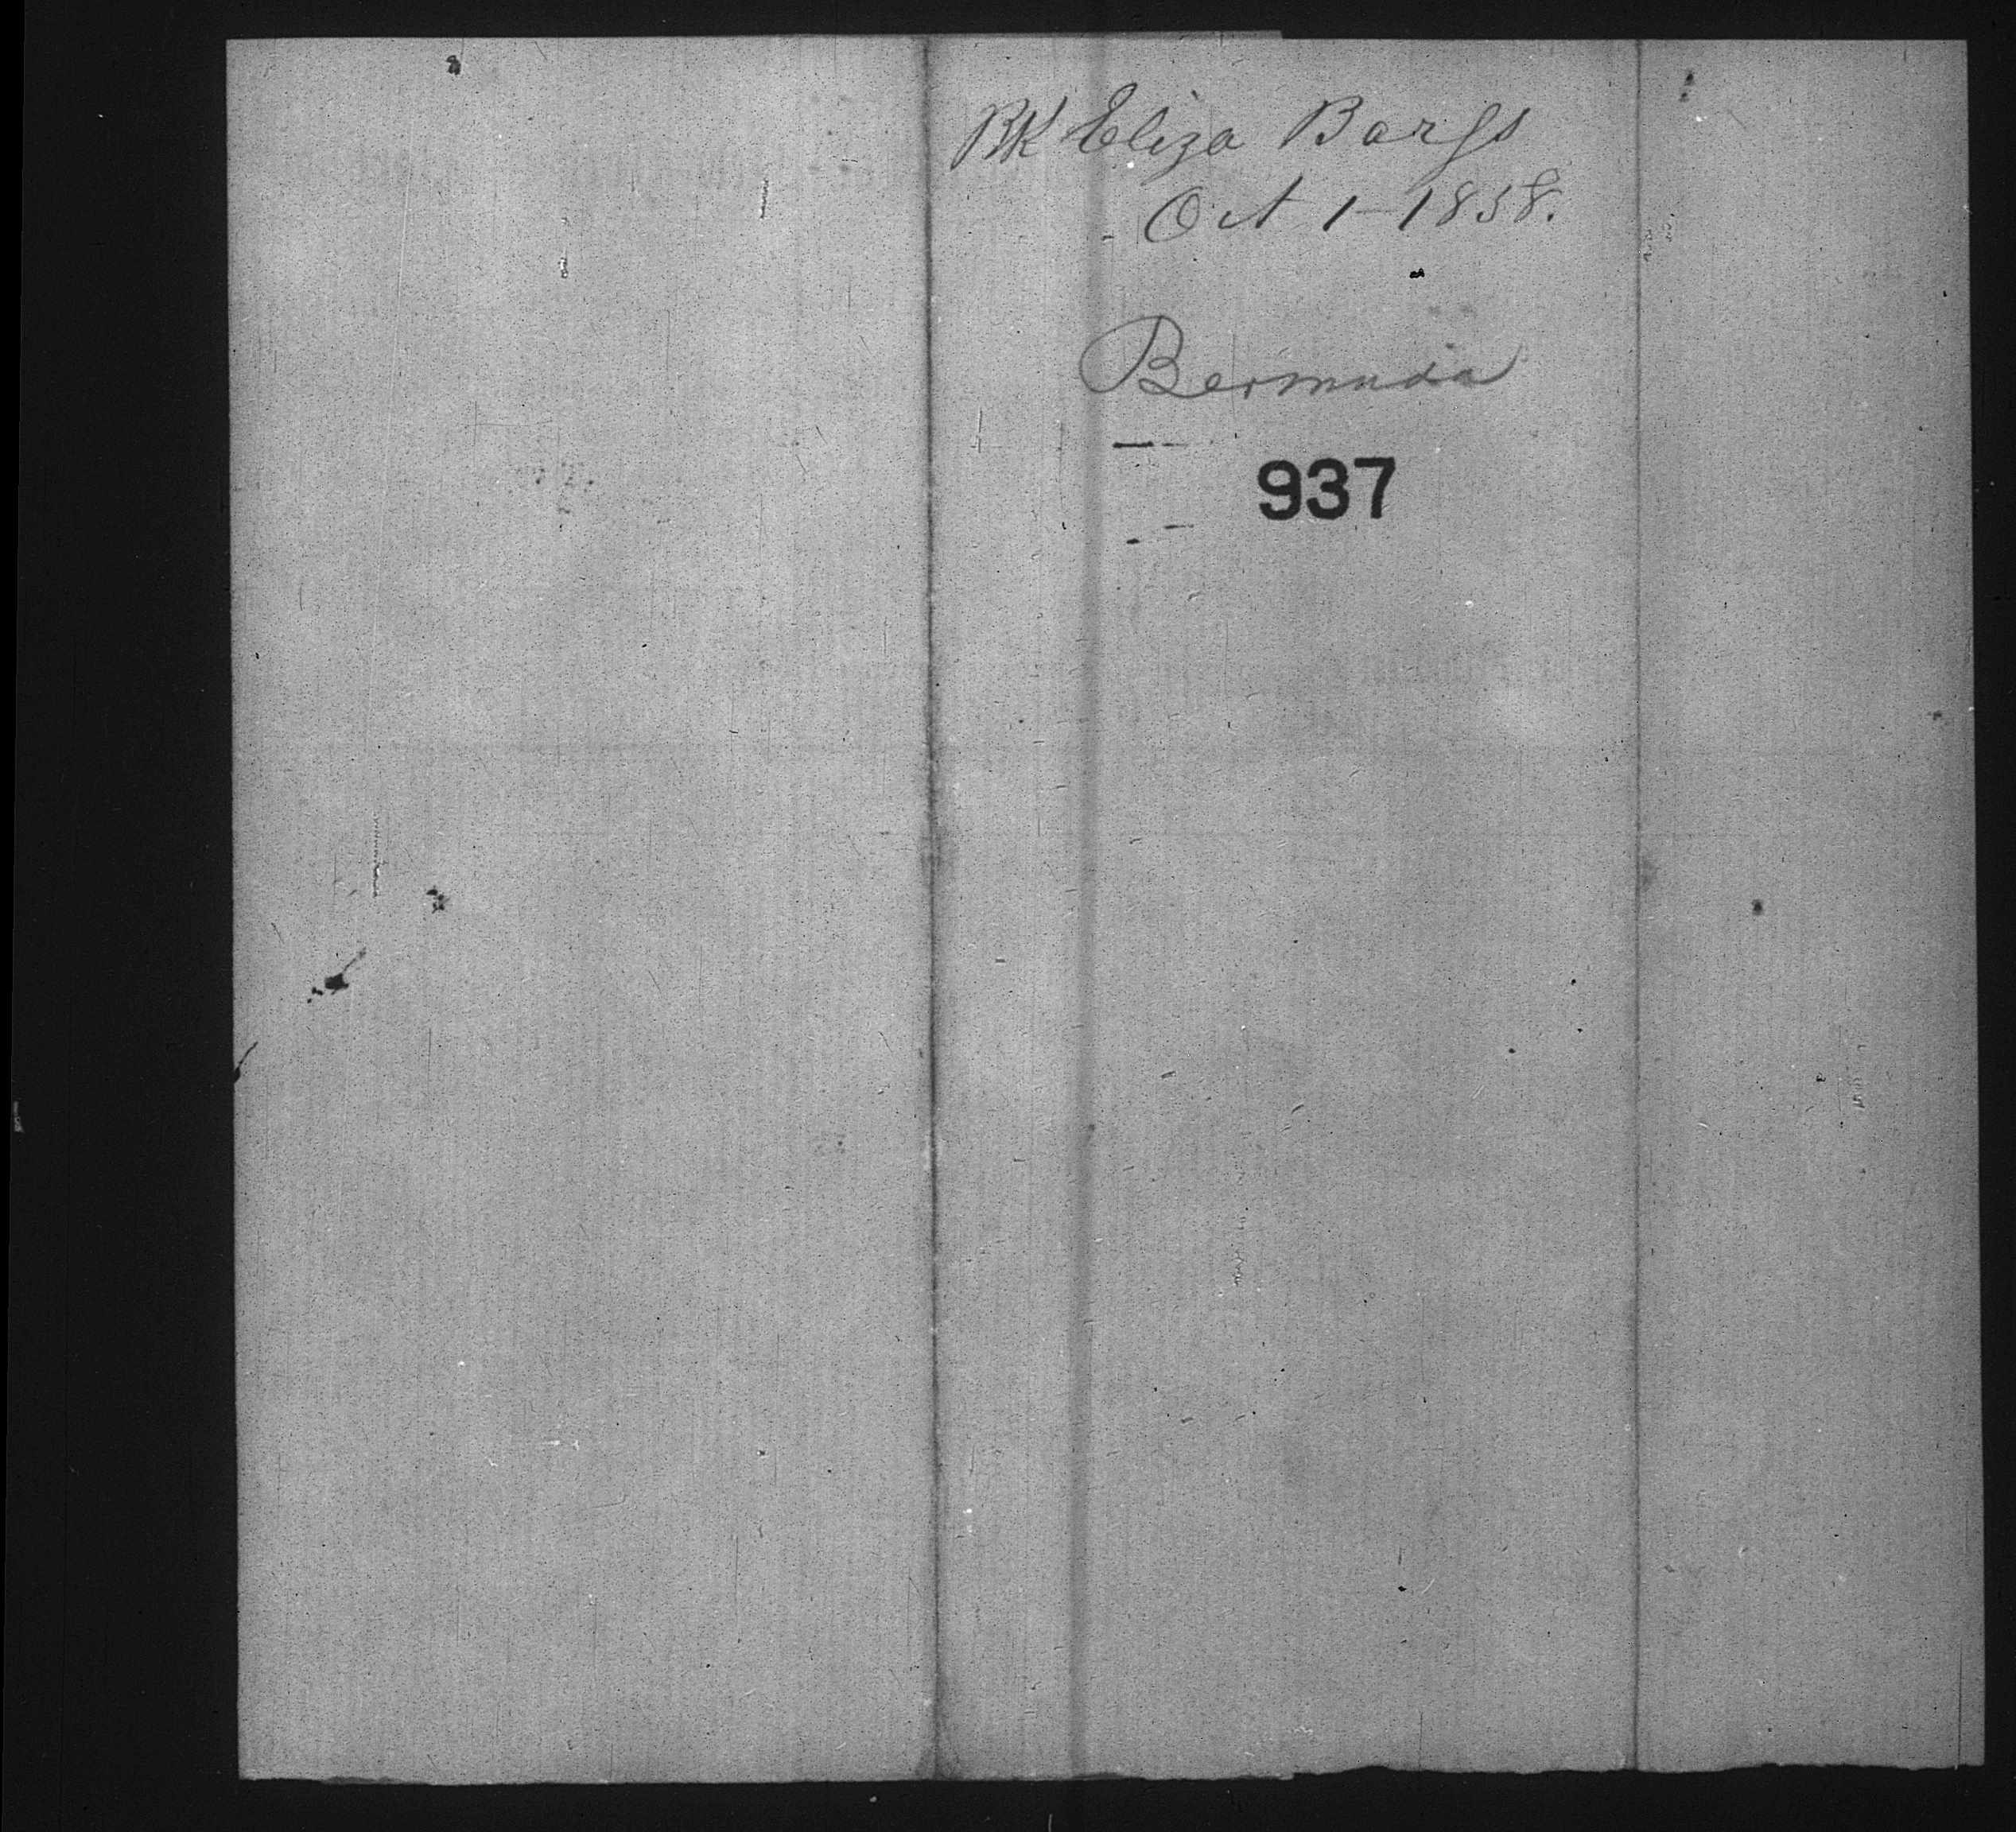 BK Eliza Barss
Oct 1-1858.
Bermuda
937